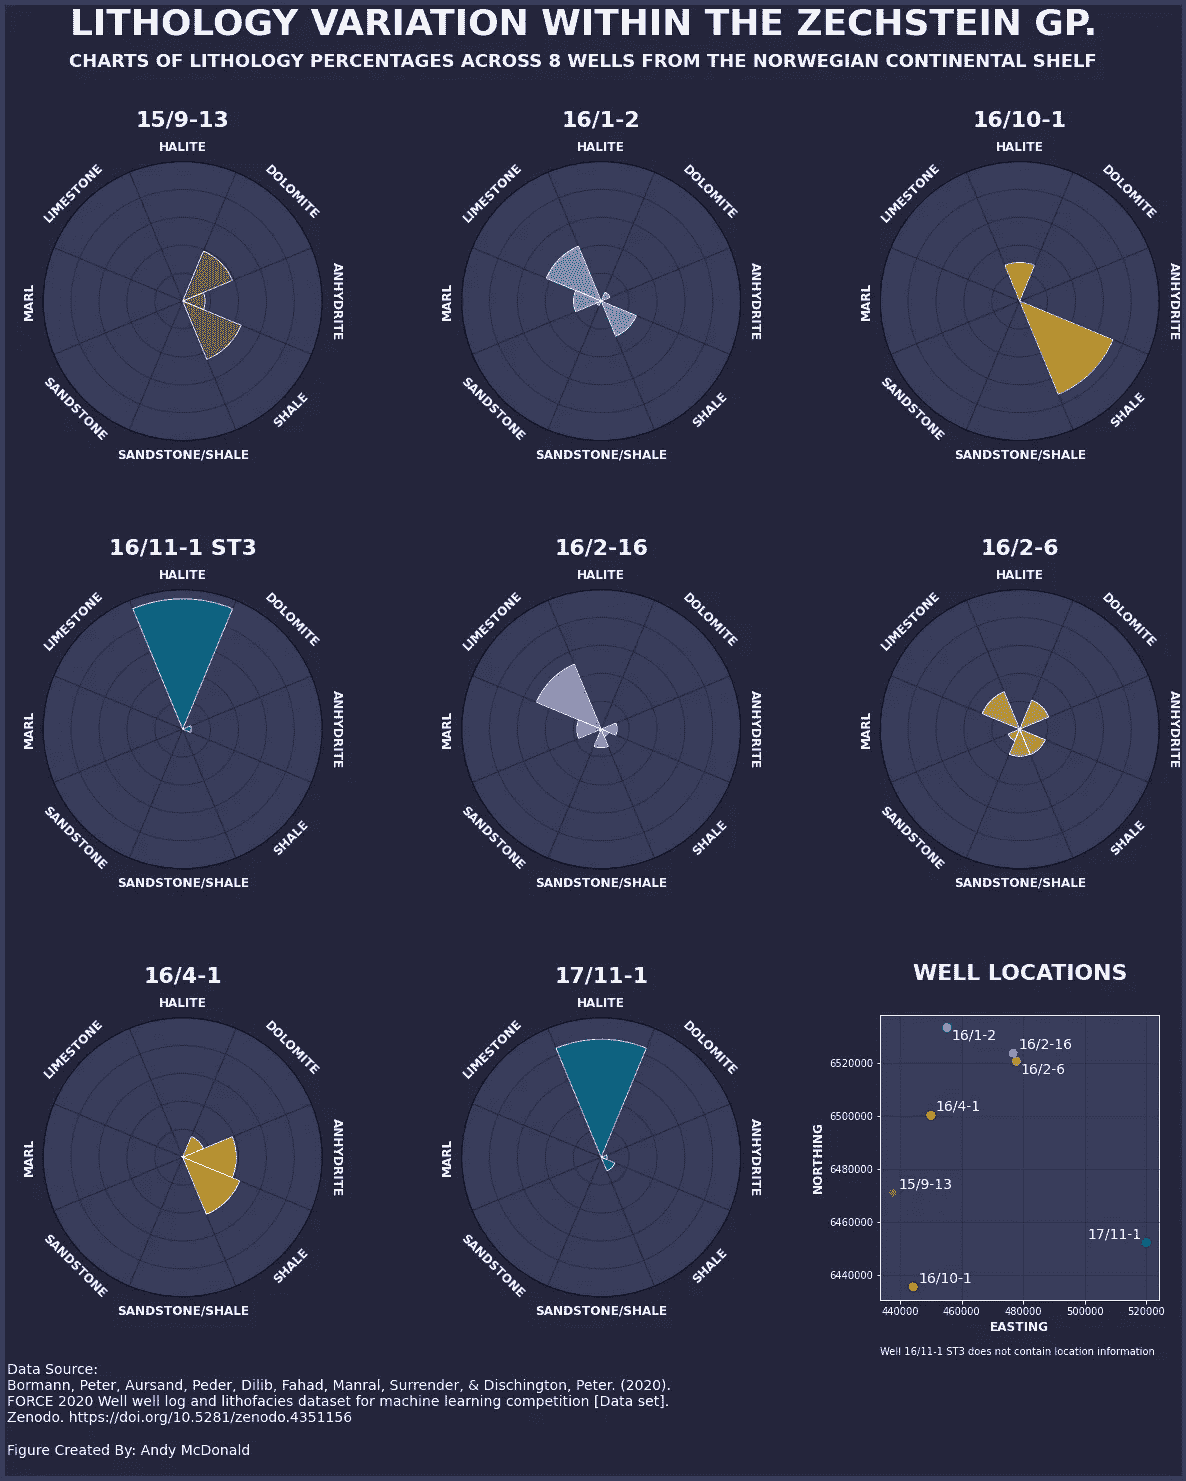 LITHOLOGY VARIATION WITHIN THE ZECHSTEIN GP.
CHARTS OF LITHOLOGY PERCENTAGES ACROSS 8 WELLS FROM THE NORWEGIAN CONTINENTAL SHELF
15/9-13
HALITE
DOLOMITE
ANHYDRITE
SHALE
SANDSTONE/SHALE
SANDSTONE
MARL
LIMESTONE
16/1-2
HALITE
DOLOMITE
ANHYDRITE
SHALE
SANDSTONE/SHALE
SANDSTONE
MARL
LIMESTONE
16/10-1
HALITE
DOLOMITE
ANHYDRITE
SHALE
SANDSTONE/SHALE
SANDSTONE
MARL
LIMESTONE
16/11-1 ST3
HALITE
DOLOMITE
ANHYDRITE
SHALE
SANDSTONE/SHALE
SANDSTONE
MARL
LIMESTONE
16/2-16
HALITE
DOLOMITE
ANHYDRITE
SHALE
SANDSTONE/SHALE
SANDSTONE
MARL
LIMESTONE
16/2-6
HALITE
DOLOMITE
ANHYDRITE
SHALE
SANDSTONE/SHALE
SANDSTONE
MARL
LIMESTONE
16/4-1
HALITE
DOLOMITE
ANHYDRITE
SHALE
SANDSTONE/SHALE
SANDSTONE
MARL
LIMESTONE
17/11-1
HALITE
DOLOMITE
ANHYDRITE
SHALE
SANDSTONE/SHALE
SANDSTONE
MARL
LIMESTONE
WELL LOCATIONS
16/1-2
16/2-16
16/2-6
16/4-1
15/9-13
17/11-1
16/10-1
6520000
6500000
6480000
6460000
6440000
NORTHING
440000 460000 480000 500000 520000
EASTING
Well 16/11-1 ST3 does not contain location information
Data Source:
Bormann, Peter, Aursand, Peder, Dilib, Fahad, Manral, Surrender, & Dischington, Peter. (2020).
FORCE 2020 Well well log and lithofacies dataset for machine learning competition [Data set].
Zenodo. https://doi.org/10.5281/zenodo.4351156
Figure Created By: Andy McDonald